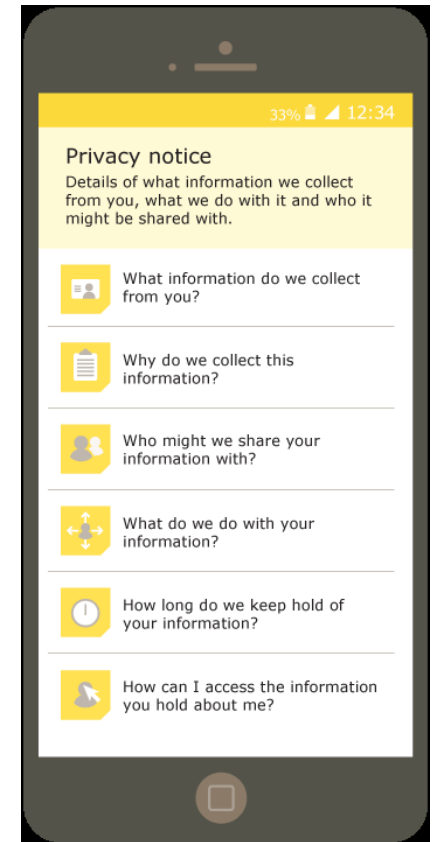 33% 12:34
Privacy notice
Details of what information we collect
from you, what we do with it and who it
might be shared with.
What information do we collect
from you?
Why do we collect this
information?
Who might we share your
information with?
What do we do with your
information?
How long do we keep hold of
your information?
How can I access the information
you hold about me?